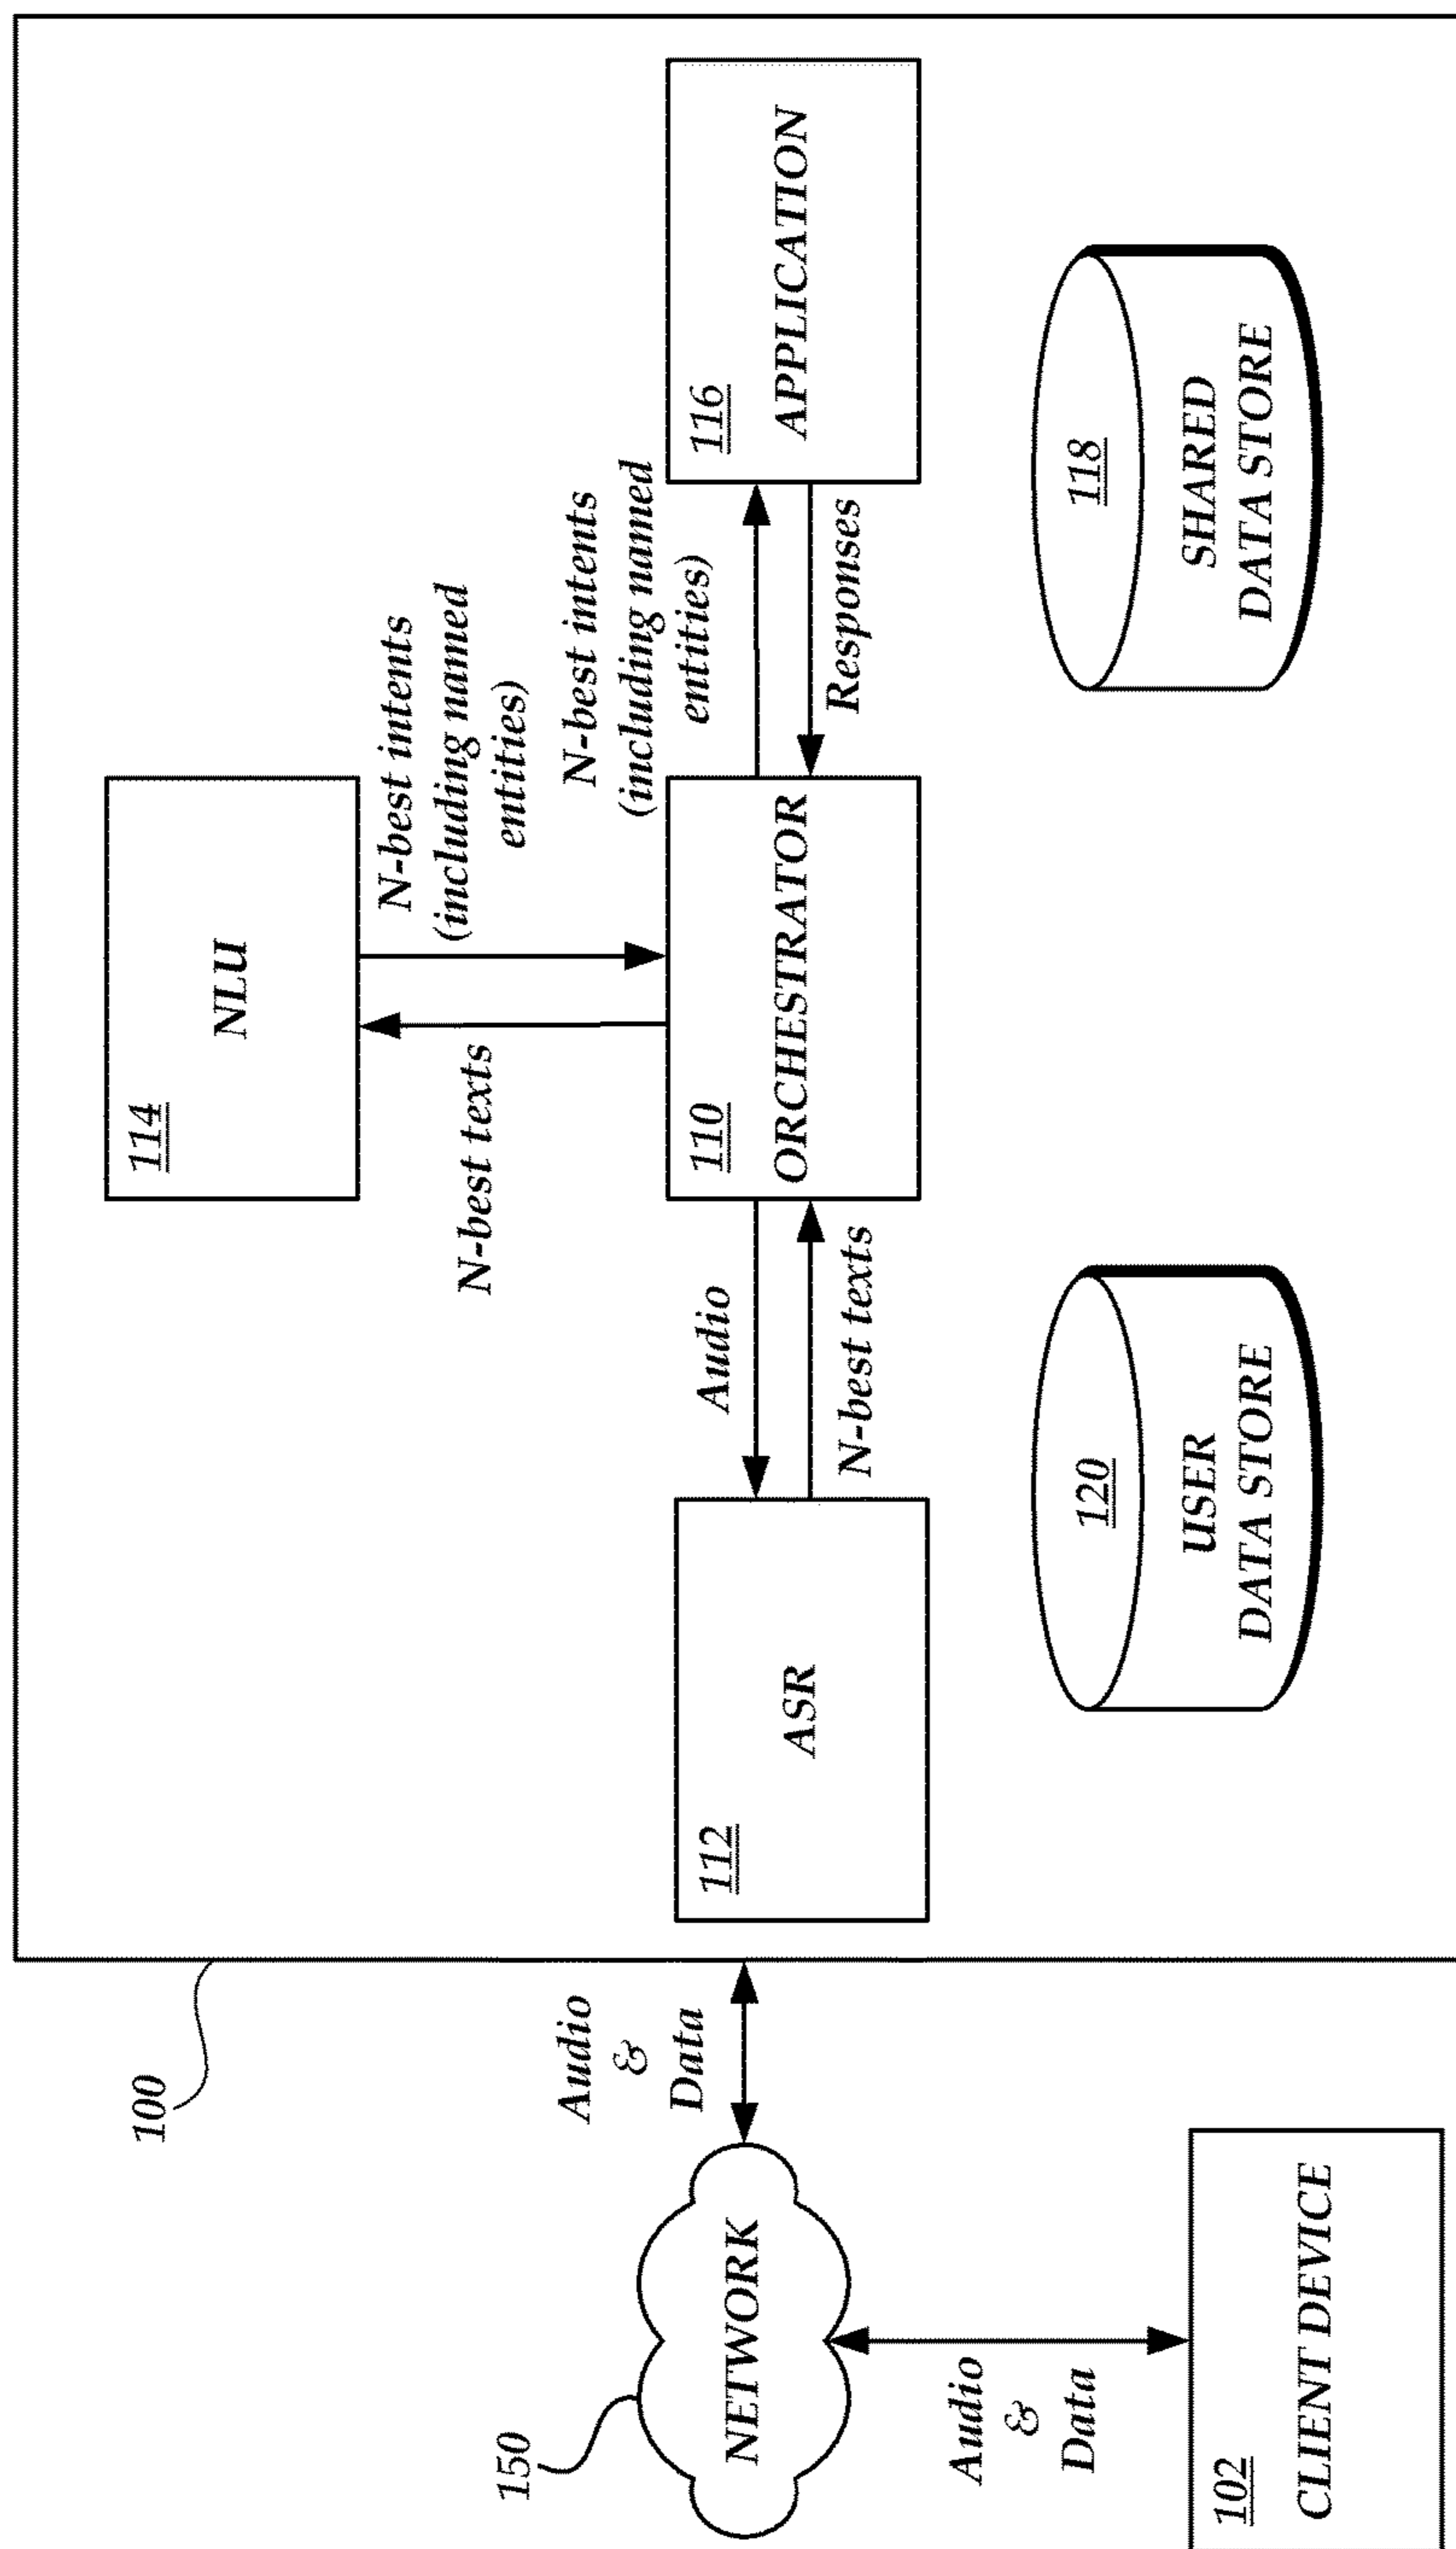 100
114
NLU
N-best texts
N-best intents
(including named
entities)
N-best intents
(including named
entities)
150
NETWORK
Audio
&
Data
112
ASR
Audio
N-best texts
110
ORCHESTRATOR
Responses
116
APPLICATION
Audio
&
Data
102
CLIENT DEVICE
120
USER
DATA STORE
118
SHARED
DATA STORE